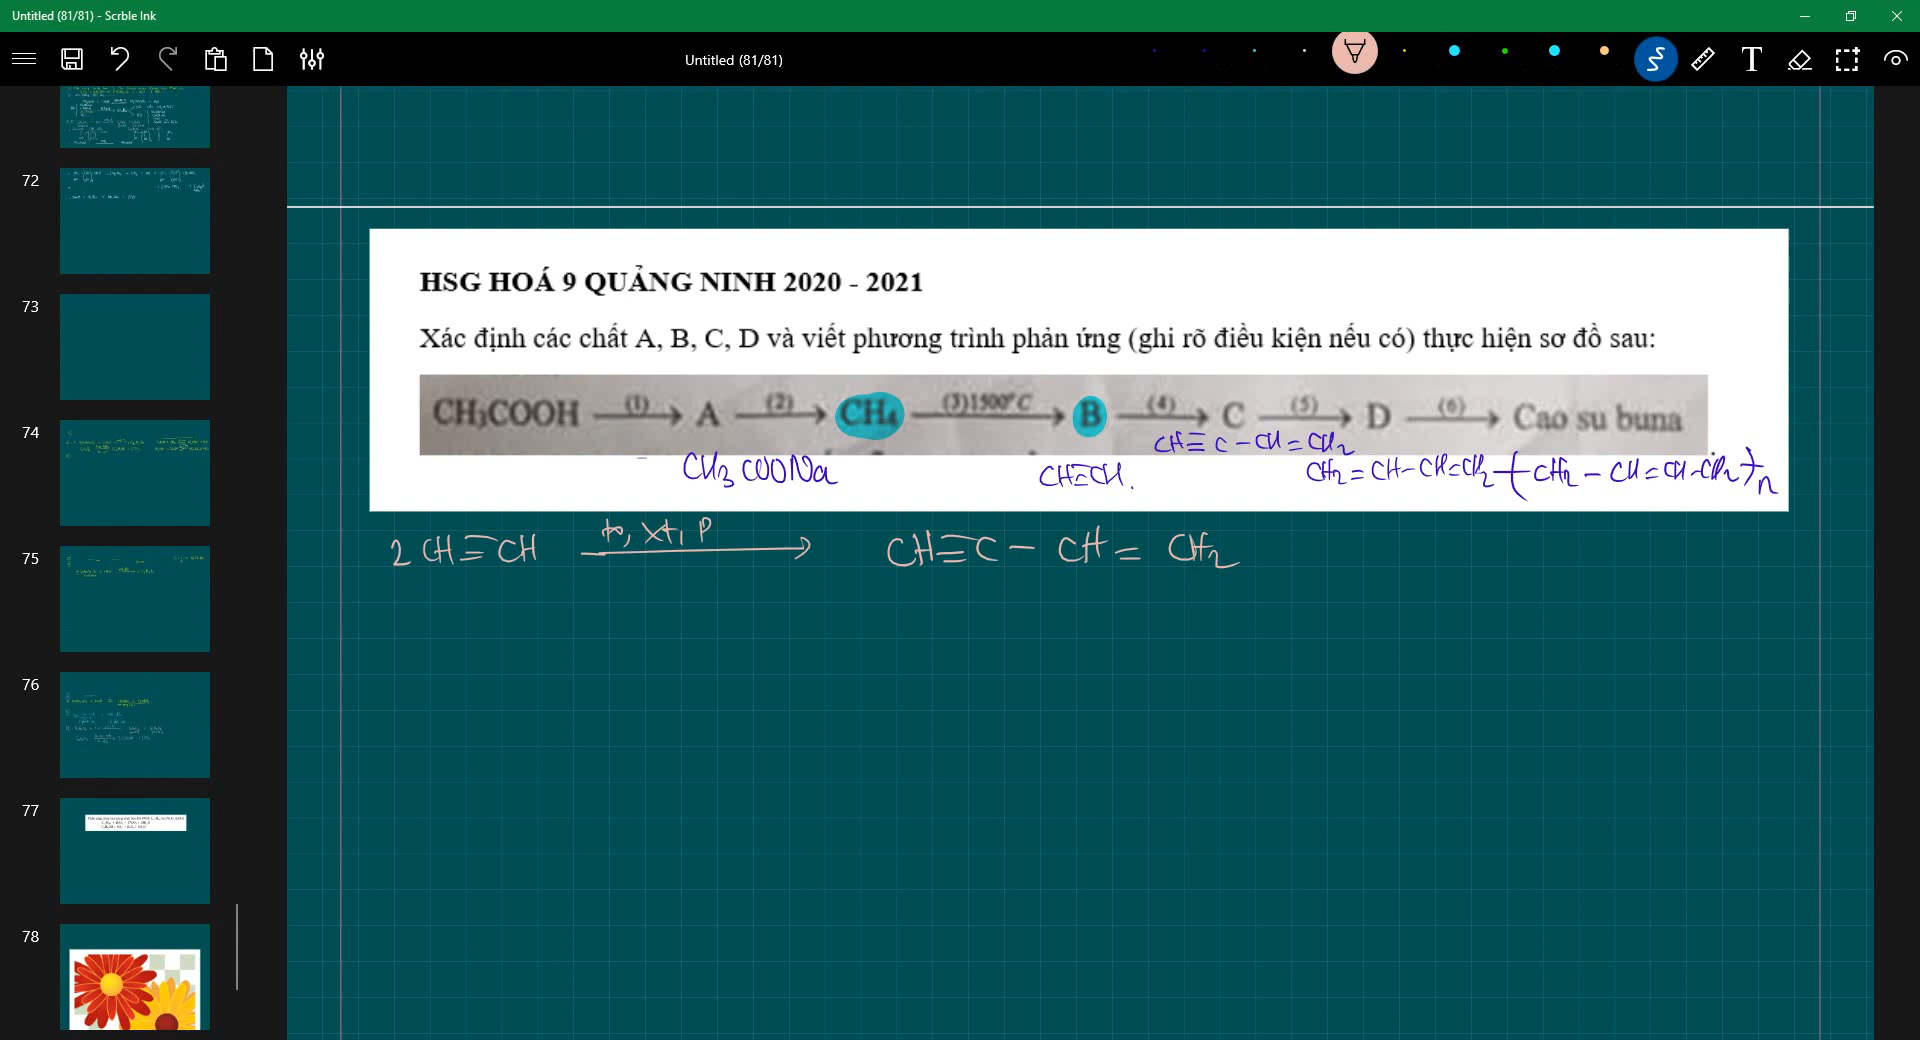 Untitled (81/81) - Scrble Ink
Untitled (81/81)
T
72
73
74
75
76
77
78
HSG HOÁ 9 QUẢNG NINH 2020 - 2021
Xác định các chất A, B, C, D và viết phương trình phản ứng (ghi rõ điều kiện nếu có) thực hiện sơ đồ sau:
CH₃COOH —(1)→ A —(2)→ CH₄ —(3)1500°C→ B —(4)→ C —(5)→ D —(6)→ Cao su buna
CH≡C-CH=CH₂
CH₃COONa CH≡CH. CH₂=CH-CH=CH₂ (CH₂-CH=CH-CH₂)n
2CH≡CH —to, xt, P→ CH≡C-CH=CH₂